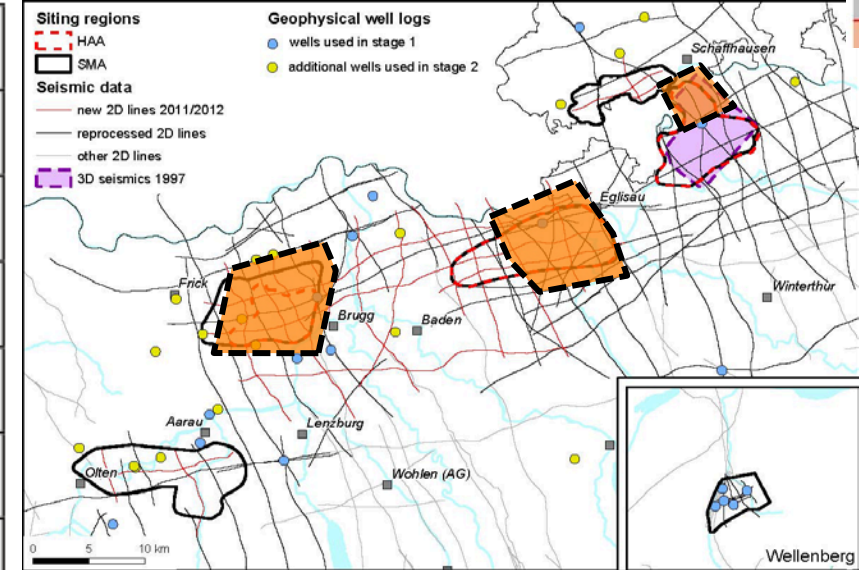 Siting regions
HAA
SMA
Seismic data
new 2D lines 2011/2012
reprocessed 2D lines
other 2D lines
3D seismics 1997
Geophysical well logs
wells used in stage 1
additional wells used in stage 2
Schaffhausen
Eglisau
Winterthur
Frick
Brugg
Baden
Aarau
Lenzburg
Olten
Wohlen (AG)
0 5 10 km
Wellenberg